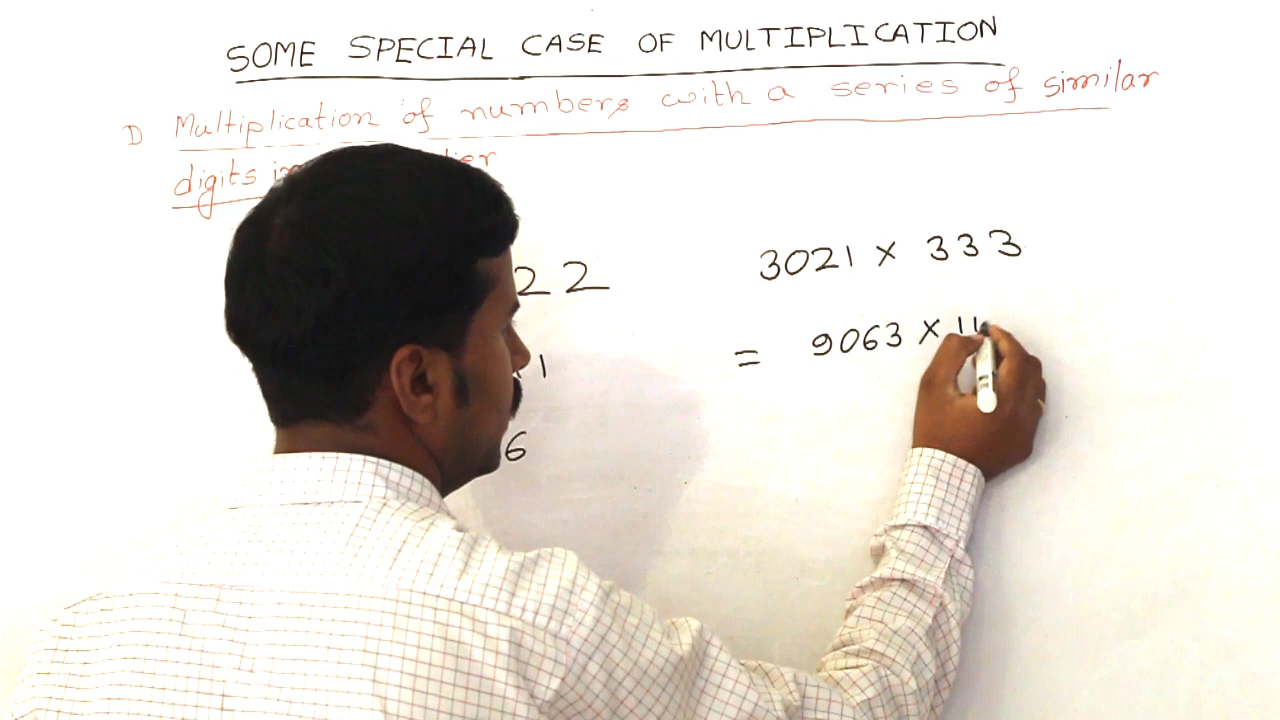 SOME SPECIAL CASE OF MULTIPLICATION
1) Multiplication of numbers with a series of similar
digits
22
3021 × 333
1
= 9063 × 11
6